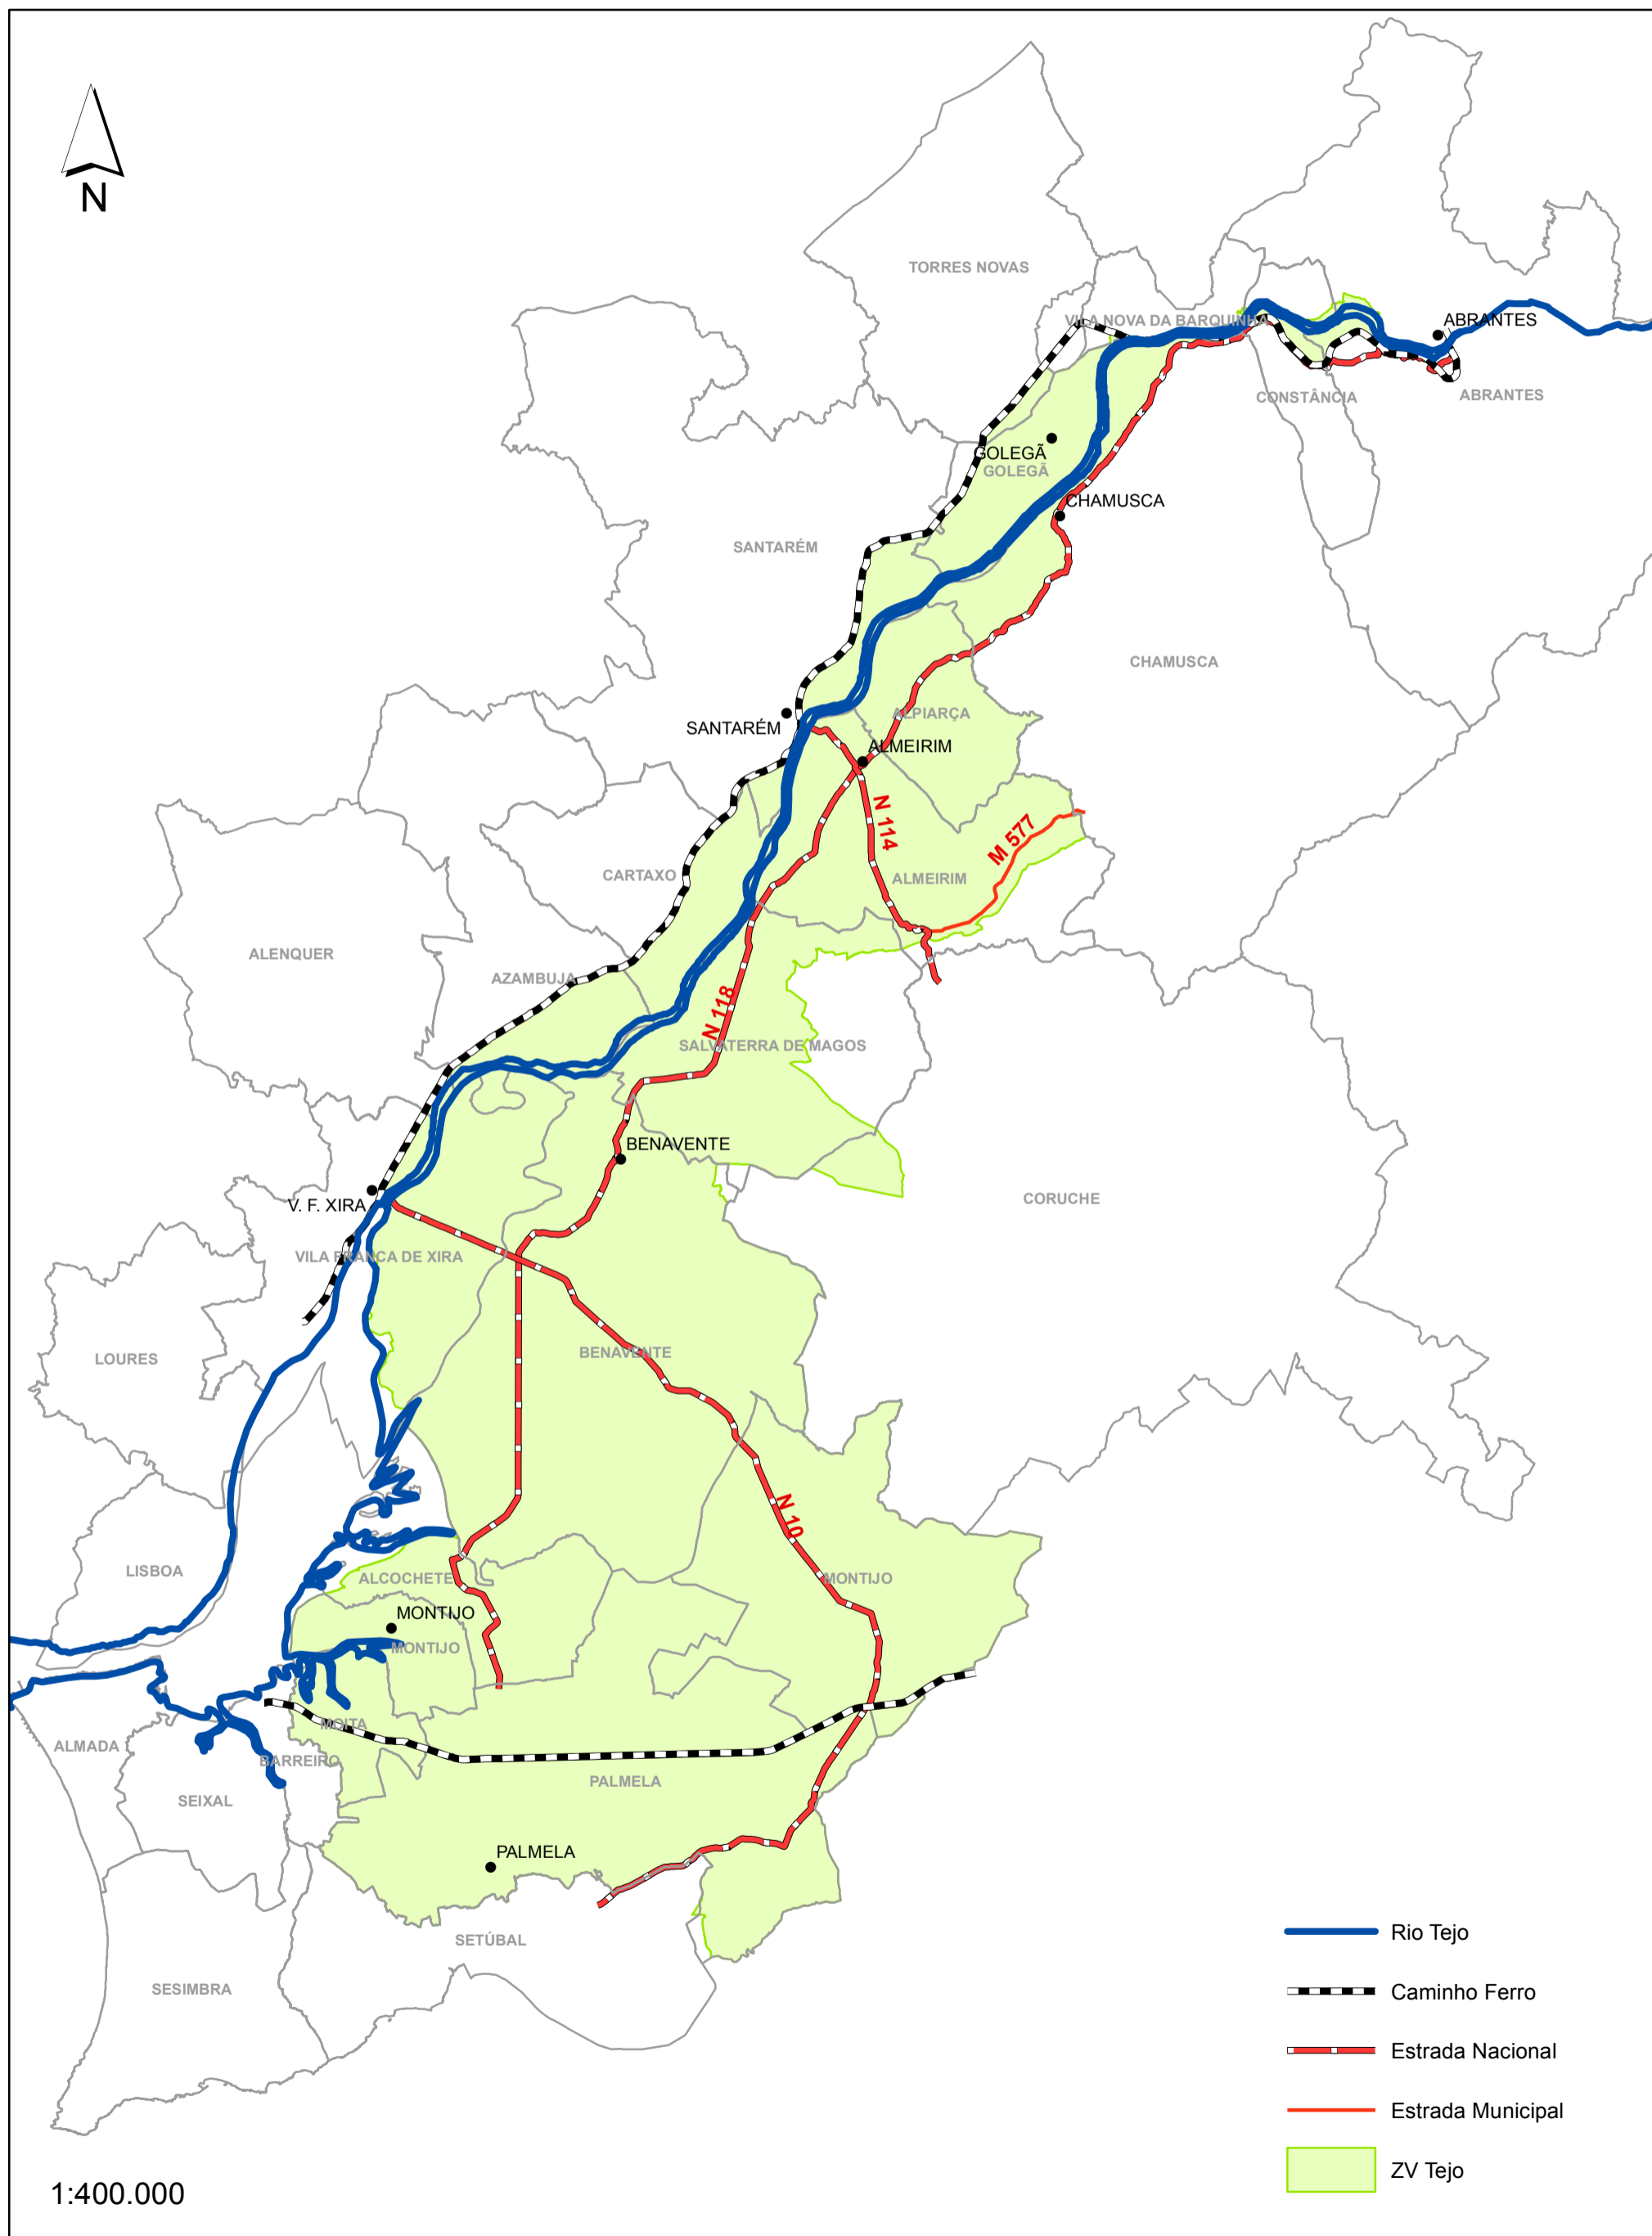 N
TORRES NOVAS
VILA NOVA DA BARQUINHA
ABRANTES
CONSTÂNCIA
ABRANTES
GOLEGÃ
GOLEGÃ
CHAMUSCA
SANTARÉM
CHAMUSCA
ALPIARÇA
SANTARÉM
ALMEIRIM
N 114
M 577
CARTAXO
ALMEIRIM
ALENQUER
AZAMBUJA
N 118
SALVATERRA DE MAGOS
BENAVENTE
V. F. XIRA
CORUCHE
VILA FRANCA DE XIRA
LOURES
BENAVENTE
N 10
LISBOA
ALCOCHETE
MONTIJO
MONTIJO
MONTIJO
MOITA
ALMADA
BARREIRO
PALMELA
SEIXAL
PALMELA
SETÚBAL
SESIMBRA
Rio Tejo
Caminho Ferro
Estrada Nacional
Estrada Municipal
ZV Tejo
1:400.000